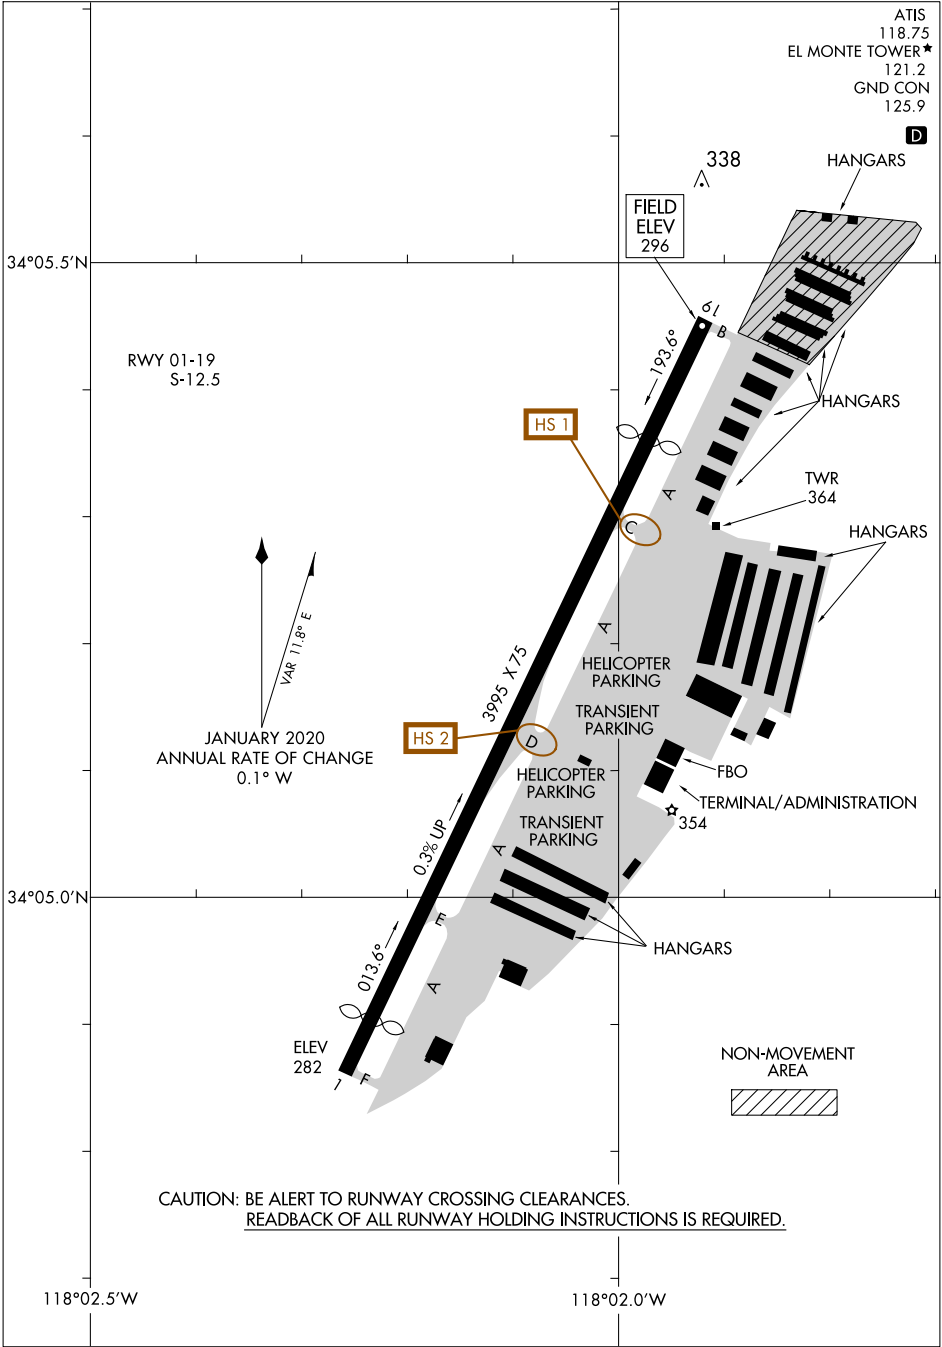 ATIS
118.75
EL MONTE TOWER★
121.2
GND CON
125.9
D
338
HANGARS
FIELD
ELEV
296
34°05.5'N
19
B
RWY 01-19
S-12.5
193.6°
HANGARS
HS 1
A
TWR
364
C
HANGARS
VAR 11.8° E
A
HELICOPTER
PARKING
3995 X 75
TRANSIENT
PARKING
HS 2
D
JANUARY 2020
ANNUAL RATE OF CHANGE
0.1° W
FBO
HELICOPTER
PARKING
TERMINAL/ADMINISTRATION
354
TRANSIENT
PARKING
0.3% UP
A
34°05.0'N
E
HANGARS
013.6°
A
ELEV
282
1
F
NON-MOVEMENT
AREA
CAUTION: BE ALERT TO RUNWAY CROSSING CLEARANCES.
READBACK OF ALL RUNWAY HOLDING INSTRUCTIONS IS REQUIRED.
118°02.5'W
118°02.0'W